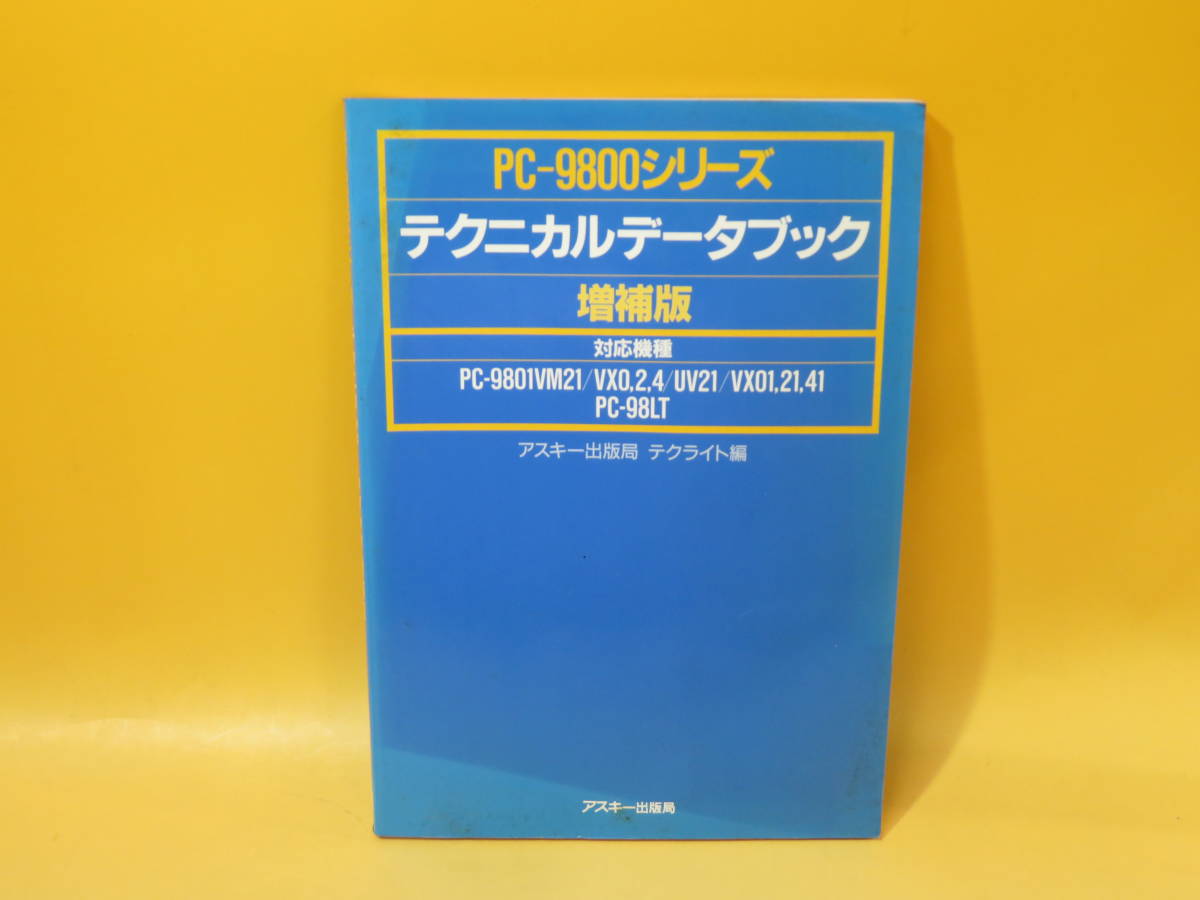 PC-9800シリーズ
テクニカルデータブック
増補版
対応機種
PC-9801VM21/VX0,2,4/UV21/VX01,21,41
PC-98LT
アスキー出版局 テクライト編
アスキー出版局